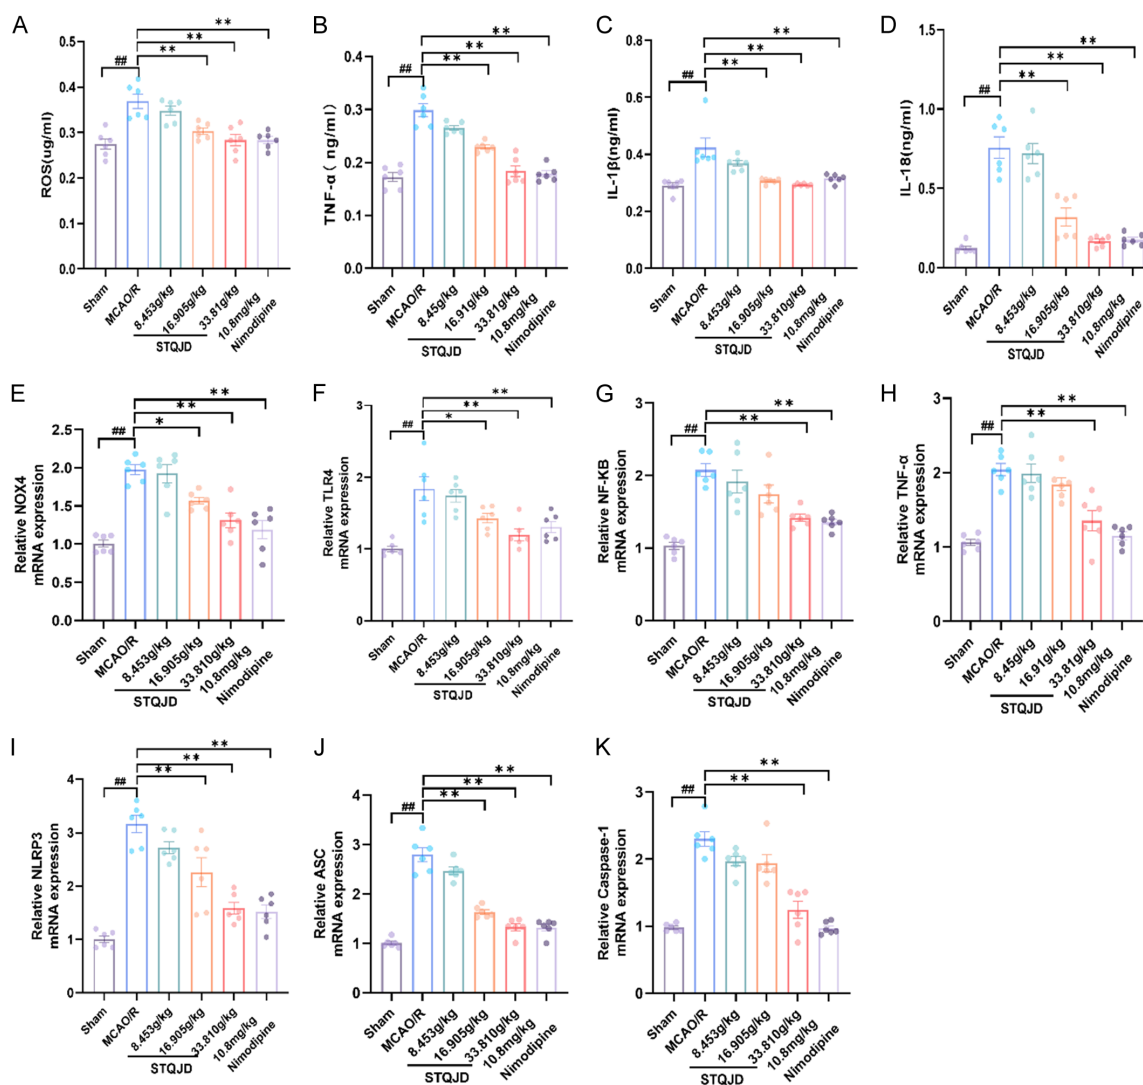 A
ROS(ug/ml)
0.5
0.4
0.3
0.2
0.1
0.0
##
**
**
**
Sham
MCAO/R
8.453g/kg
16.905g/kg
33.81g/kg
10.8mg/kg
Nimodipine
STQJD
B
TNF-α( ng/ml)
0.4
0.3
0.2
0.1
0.0
##
**
**
**
Sham
MCAO/R
8.45g/kg
16.91g/kg
33.81g/kg
10.8mg/kg
Nimodipine
STQJD
C
IL-1β(ng/ml)
0.8
0.6
0.4
0.2
0.0
##
**
**
**
Sham
MCAO/R
8.453g/kg
16.905g/kg
33.810g/kg
10.8mg/kg
Nimodipine
STQJD
D
IL-18(ng/ml)
1.5
1.0
0.5
0.0
##
**
**
**
Sham
MCAO/R
8.453g/kg
16.905g/kg
33.810g/kg
10.8mg/kg
Nimodipine
STQJD
E
Relative NOX4
mRNA expression
2.5
2.0
1.5
1.0
0.5
0.0
##
*
**
**
Sham
MCAO/R
8.453g/kg
16.905g/kg
33.810g/kg
10.8mg/kg
Nimodipine
STQJD
F
Relative TLR4
mRNA expression
3
2
1
0
##
*
**
**
Sham
MCAO/R
8.453g/kg
16.905g/kg
33.810g/kg
10.8mg/kg
Nimodipine
STQJD
G
Relative NF-KB
mRNA expression
3
2
1
0
##
**
**
Sham
MCAO/R
8.453g/kg
16.905g/kg
33.810g/kg
10.8mg/kg
Nimodipine
STQJD
H
Relative TNF-α
mRNA expression
3
2
1
0
##
**
**
Sham
MCAO/R
8.45g/kg
16.91g/kg
33.81g/kg
10.8mg/kg
Nimodipine
STQJD
I
Relative NLRP3
mRNA expression
4
3
2
1
0
##
**
**
**
Sham
MCAO/R
8.453g/kg
16.905g/kg
33.810g/kg
10.8mg/kg
Nimodipine
STQJD
J
Relative ASC
mRNA expression
4
3
2
1
0
##
**
**
**
Sham
MCAO/R
8.453g/kg
16.905g/kg
33.810g/kg
10.8mg/kg
Nimodipine
STQJD
K
Relative Caspase-1
mRNA expression
3
2
1
0
##
**
**
Sham
MCAO/R
8.453g/kg
16.905g/kg
33.810g/kg
10.8mg/kg
Nimodipine
STQJD